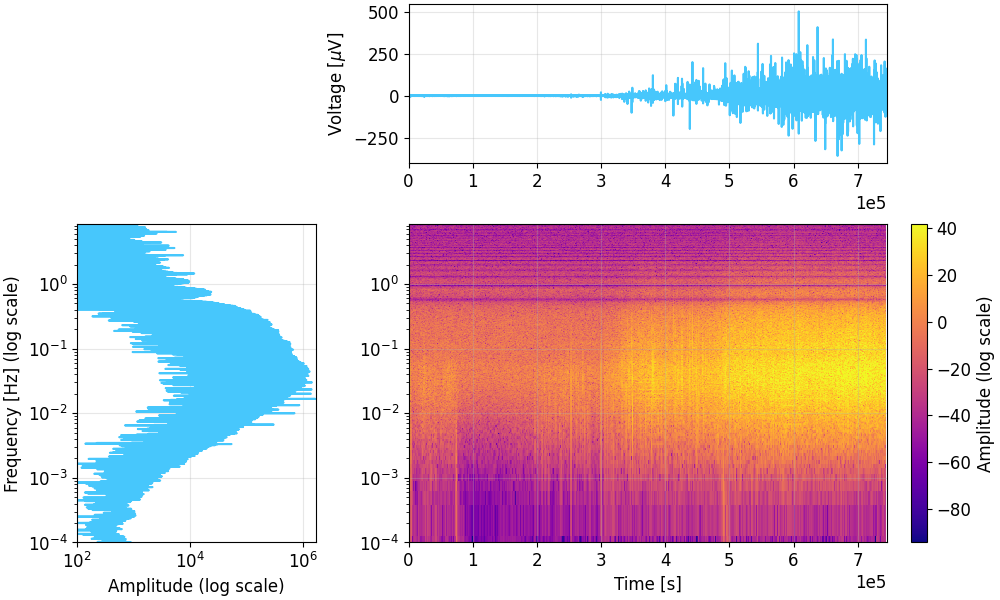 500
250
0
−250
Voltage [μV]
0 1 2 3 4 5 6 7
1e5
10⁰
10⁻¹
10⁻²
10⁻³
10⁻⁴
Frequency [Hz] (log scale)
10² 10⁴ 10⁶
Amplitude (log scale)
10⁰
10⁻¹
10⁻²
10⁻³
10⁻⁴
0 1 2 3 4 5 6 7
1e5
Time [s]
40
20
0
−20
−40
−60
−80
Amplitude (log scale)